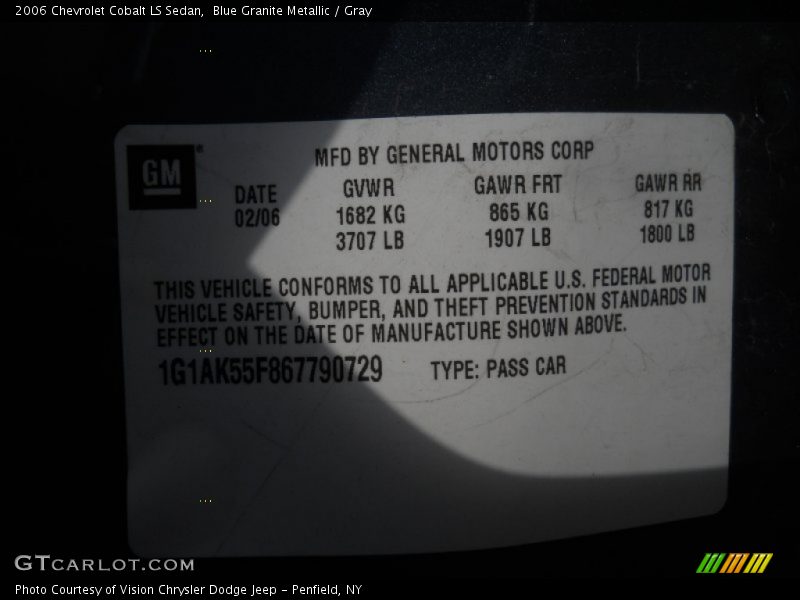 2006 Chevrolet Cobalt LS Sedan,  Blue Granite Metallic / Gray
GM
MFD BY GENERAL MOTORS CORP
DATE GVWR GAWR FRT GAWR RR
02/06 1682 KG 865 KG 817 KG
3707 LB 1907 LB 1800 LB
THIS VEHICLE CONFORMS TO ALL APPLICABLE U.S. FEDERAL MOTOR
VEHICLE SAFETY, BUMPER, AND THEFT PREVENTION STANDARDS IN
EFFECT ON THE DATE OF MANUFACTURE SHOWN ABOVE.
1G1AK55F867790729 TYPE: PASS CAR
GTCARLOT.COM
Photo Courtesy of Vision Chrysler Dodge Jeep - Penfield, NY